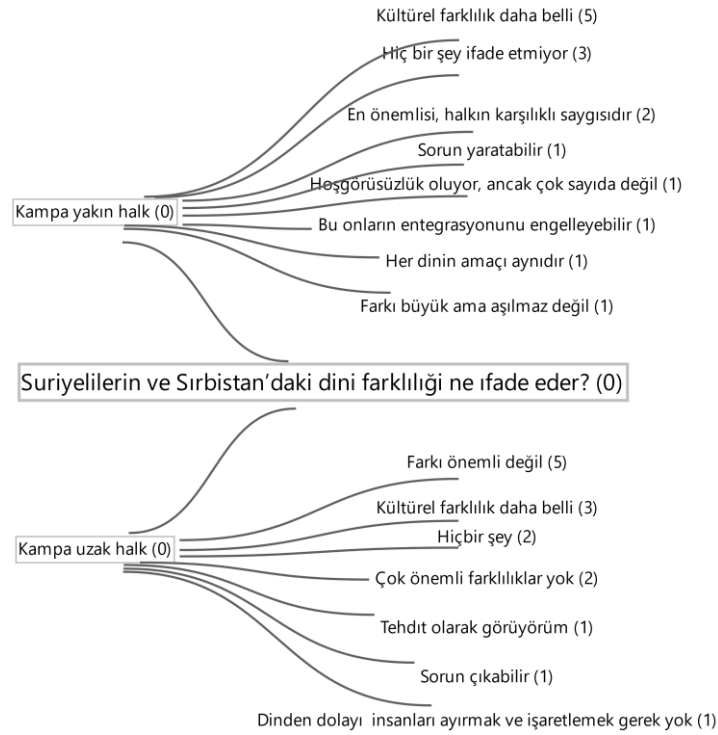 Kültürel farklılık daha belli (5)
Hiç bir şey ifade etmiyor (3)
En önemlisi, halkın karşılıklı saygısıdır (2)
Sorun yaratabilir (1)
Hoşgörüsüzlük oluyor, ancak çok sayıda değil (1)
Kampa yakın halk (0)
Bu onların entegrasyonunu engelleyebilir (1)
Her dinin amaçı aynıdır (1)
Farkı büyük ama aşılmaz değil (1)
Suriyelilerin ve Sırbistan’daki dini farklılıği ne ıfade eder? (0)
Farkı önemli değil (5)
Kültürel farklılık daha belli (3)
Hiçbir şey (2)
Kampa uzak halk (0)
Çok önemli farklılıklar yok (2)
Tehdıt olarak görüyörüm (1)
Sorun çıkabilir (1)
Dinden dolayı  insanları ayırmak ve işaretlemek gerek yok (1)